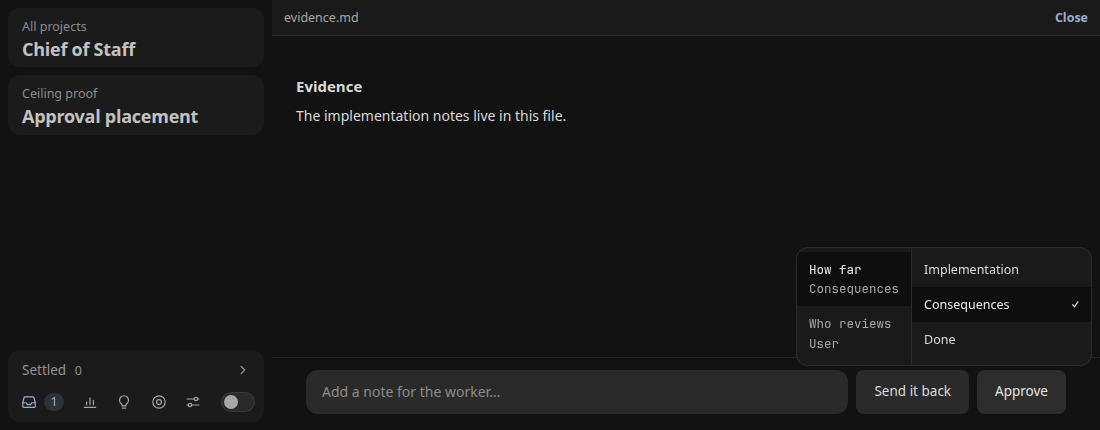 All projects
Chief of Staff
Ceiling proof
Approval placement
Settled 0
1
evidence.md
Close
Evidence
The implementation notes live in this file.
How far
Consequences
Who reviews
User
Implementation
Consequences
Done
Add a note for the worker...
Send it back
Approve